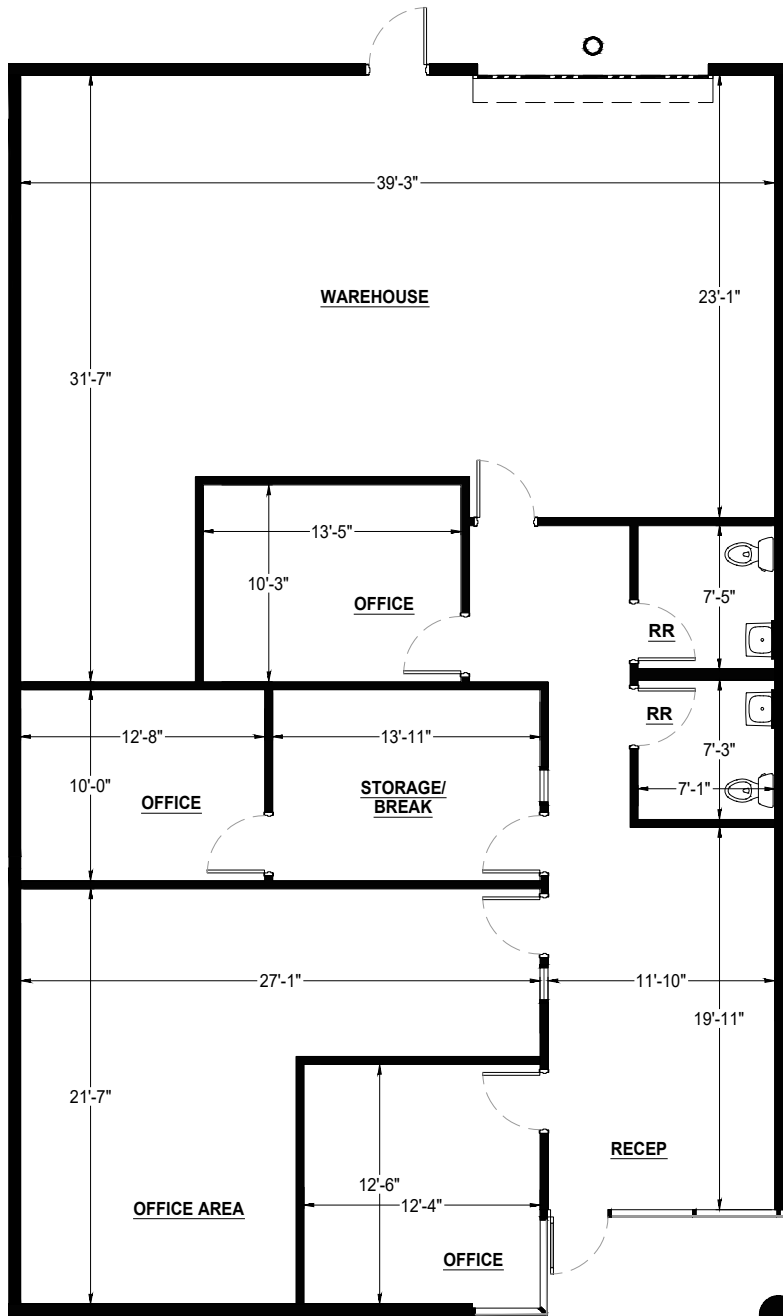 39'-3"
WAREHOUSE
23'-1"
31'-7"
13'-5"
10'-3"
OFFICE
7'-5"
RR
RR
7'-3"
7'-1"
12'-8"
13'-11"
10'-0"
OFFICE
STORAGE/
BREAK
27'-1"
11'-10"
19'-11"
21'-7"
RECEP
12'-6"
12'-4"
OFFICE AREA
OFFICE